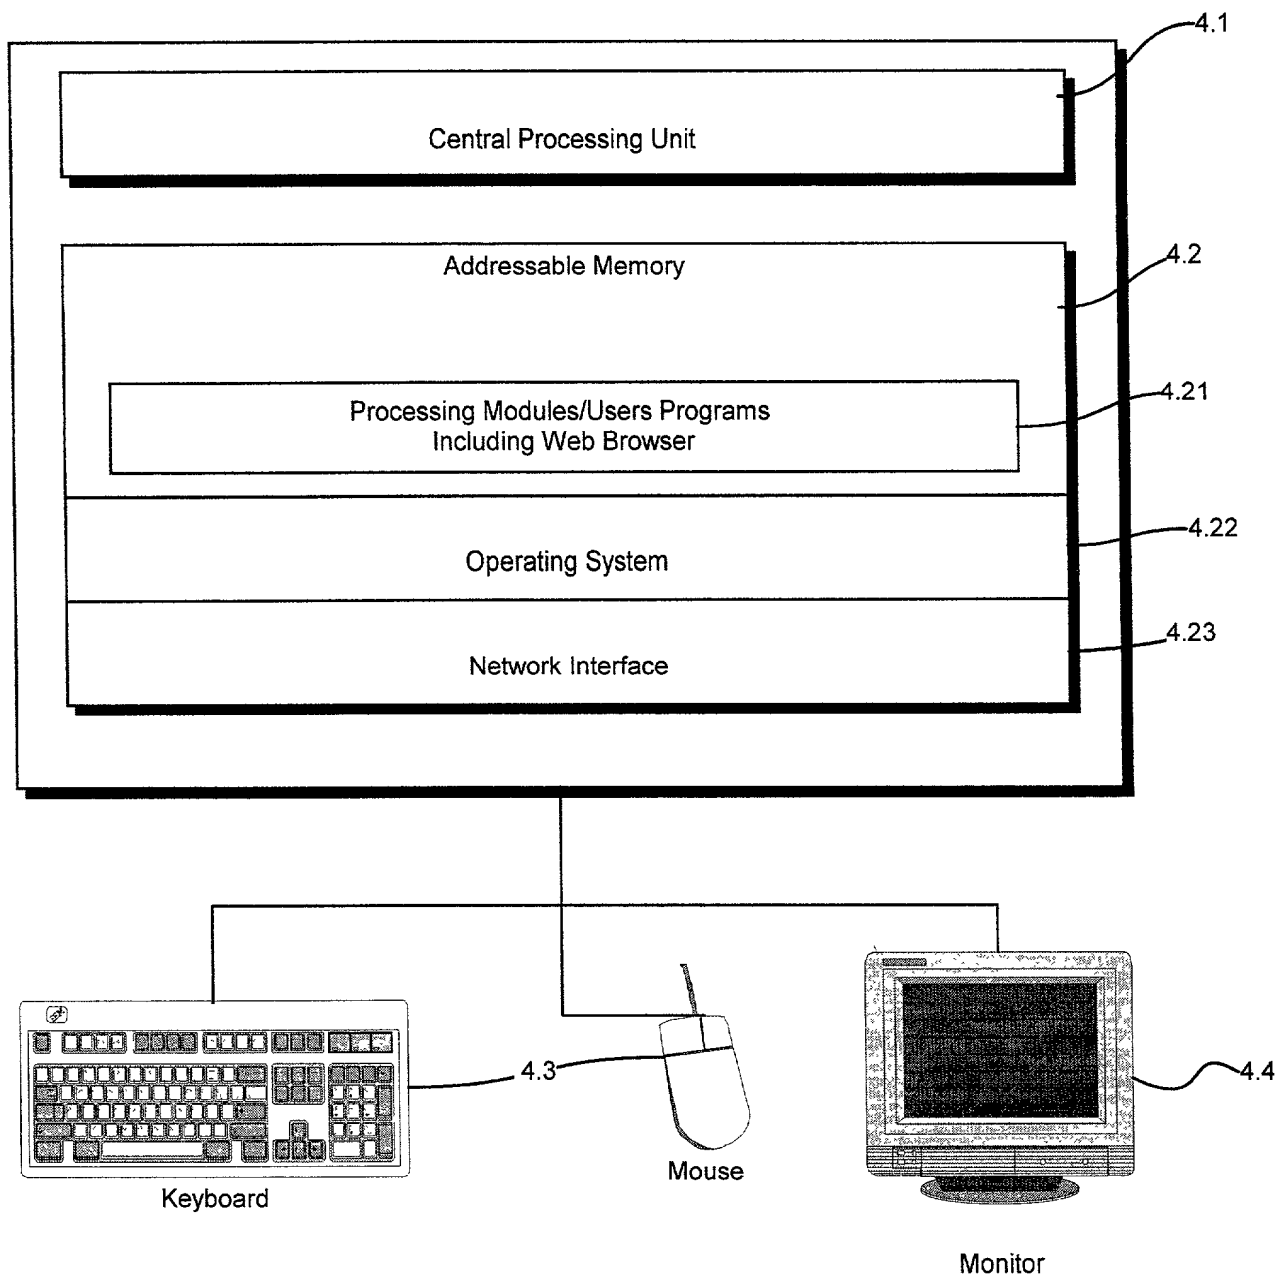 4.1
Central Processing Unit
Addressable Memory
4.2
Processing Modules/Users Programs
Including Web Browser
4.21
Operating System
4.22
Network Interface
4.23
4.3
4.4
Keyboard
Mouse
Monitor